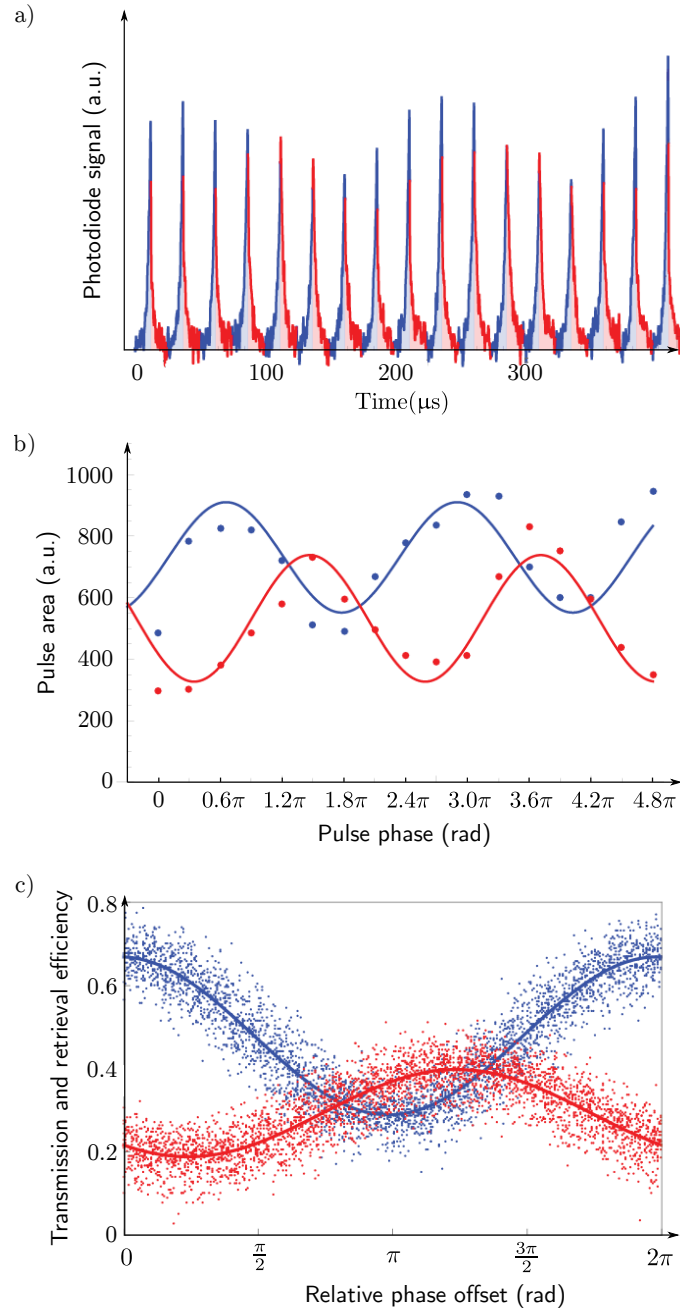 a)
Photodiode signal (a.u.)
0 100 200 300
Time(μs)
b)
Pulse area (a.u.)
1000
800
600
400
200
0
0 0.6π 1.2π 1.8π 2.4π 3.0π 3.6π 4.2π 4.8π
Pulse phase (rad)
c)
Transmission and retrieval efficiency
0.8
0.6
0.4
0.2
0
0 π/2 π 3π/2 2π
Relative phase offset (rad)